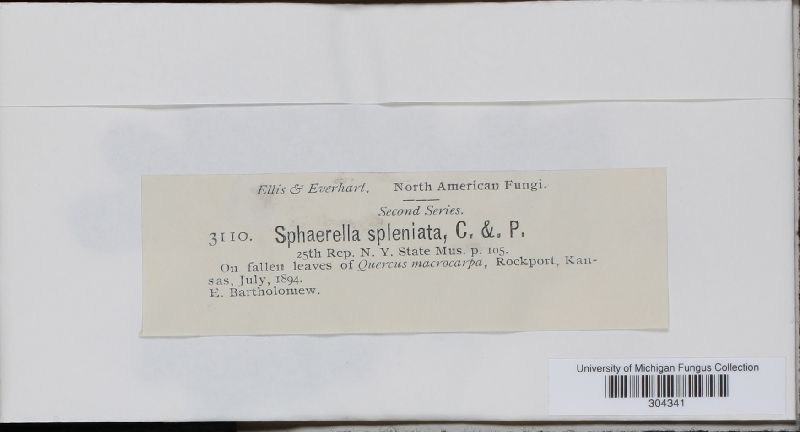 Ellis & Everhart. North American Fungi.
Second Series.
3110. Sphaerella spleniata, C. &. P.
25th Rep. N. Y. State Mus. p. 105.
On fallen leaves of Quercus macrocarpa, Rockport, Kan-
sas, July, 1894.
E. Bartholomew.
University of Michigan Fungus Collection
304341